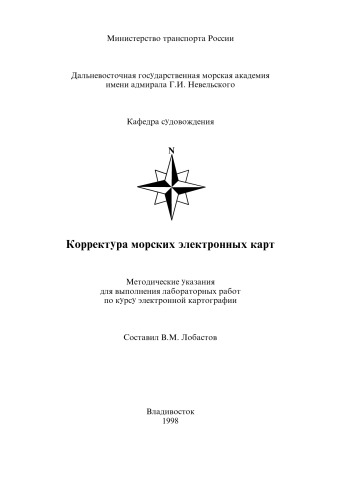 Министерство транспорта России
Дальневосточная государственная морская академия
имени адмирала Г.И. Невельского
Кафедра судовождения
N
Корректура морских электронных карт
Методические указания
для выполнения лабораторных работ
по курсу электронной картографии
Составил В.М. Лобастов
Владивосток
1998